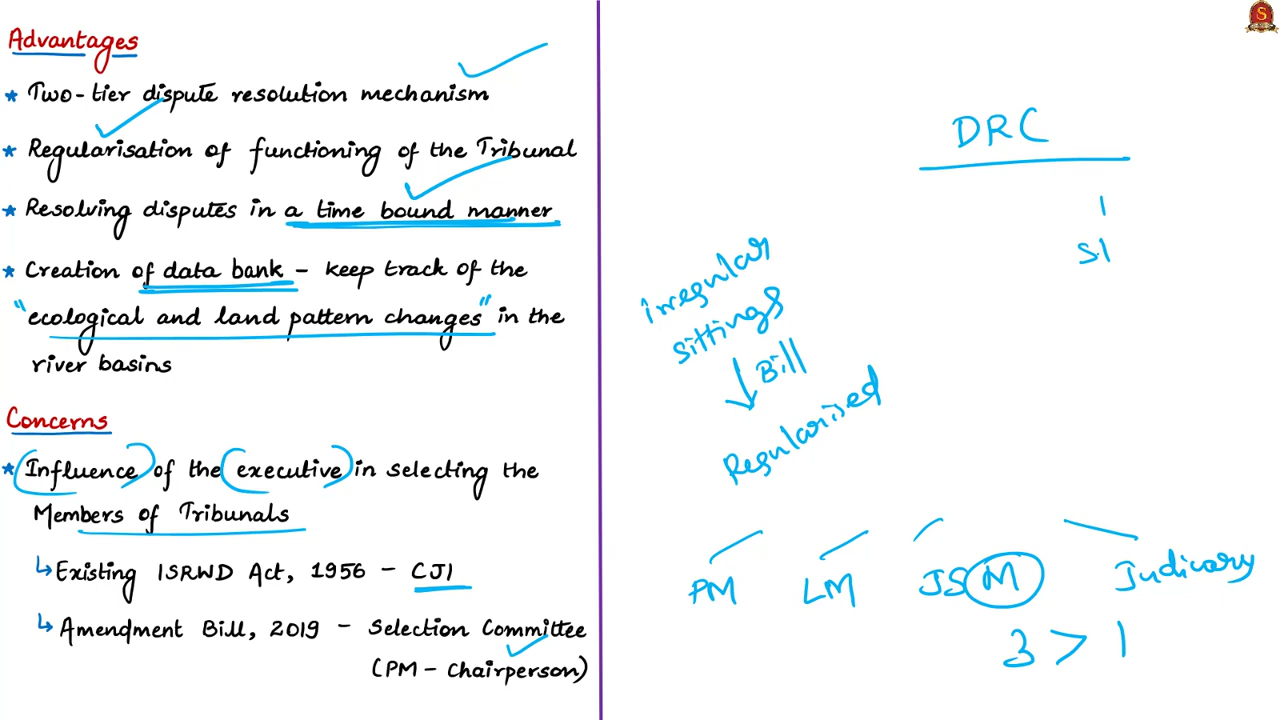 Advantages
* Two-tier dispute resolution mechanism
* Regularisation of functioning of the Tribunal
* Resolving disputes in a time bound manner
* Creation of data bank – keep track of the
"ecological and land pattern changes" in the
river basins
Concerns
* Influence of the executive in selecting the
Members of Tribunals
↳ Existing ISRWD Act, 1956 – CJI
↳ Amendment Bill, 2019 – Selection Committee
(PM – Chairperson)
DRC
1
Irregular
sittings
↓ Bill
Regularised
PM LM JSM Judicary
3 > 1